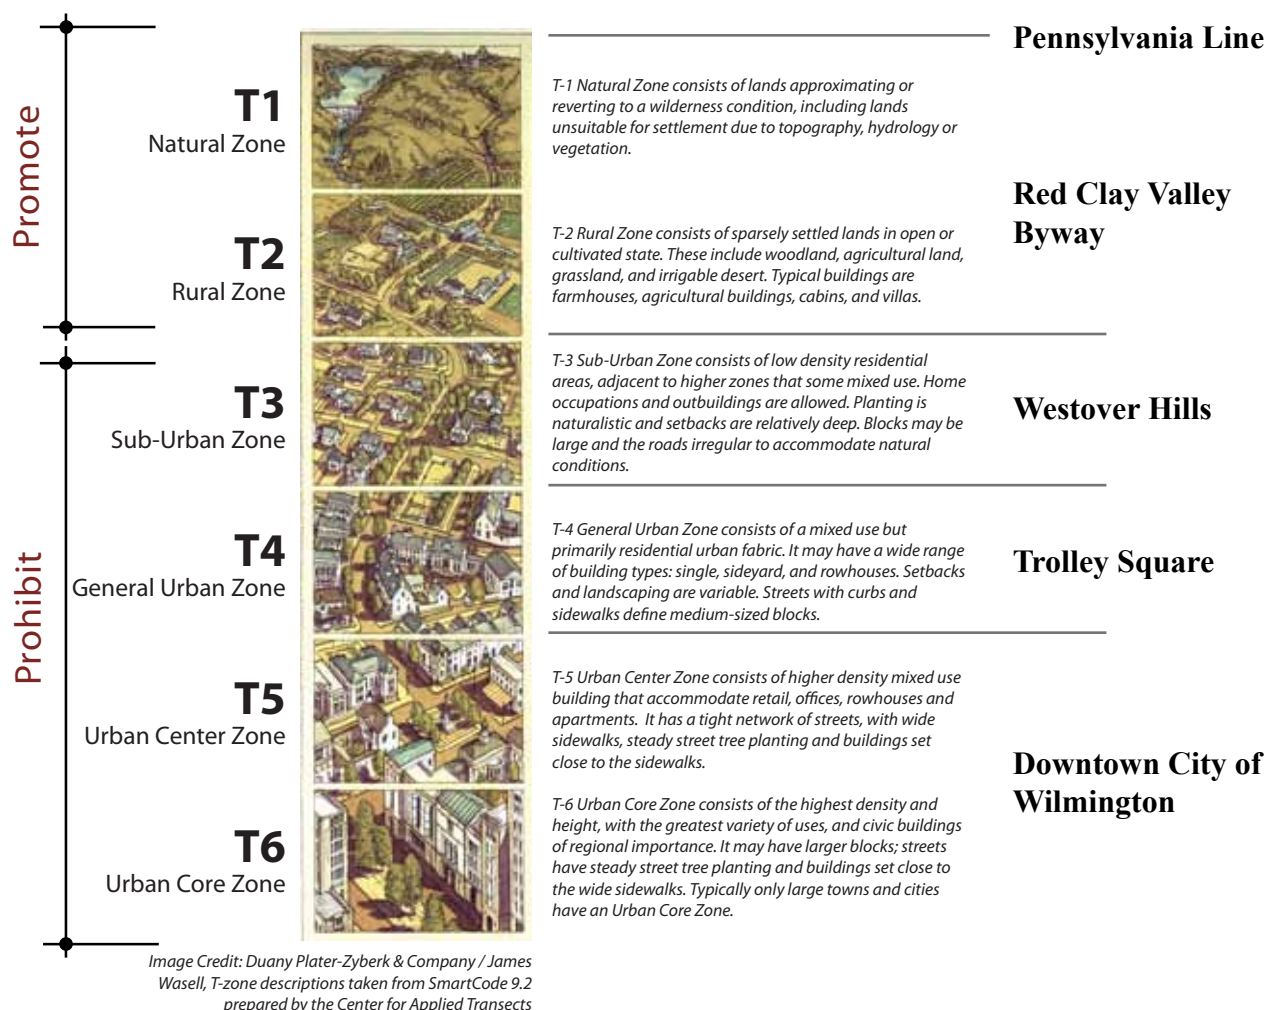 Promote
T1
Natural Zone
T-1 Natural Zone consists of lands approximating or
reverting to a wilderness condition, including lands
unsuitable for settlement due to topography, hydrology or
vegetation.
Pennsylvania Line
T2
Rural Zone
T-2 Rural Zone consists of sparsely settled lands in open or
cultivated state. These include woodland, agricultural land,
grassland, and irrigable desert. Typical buildings are
farmhouses, agricultural buildings, cabins, and villas.
Red Clay Valley
Byway
Prohibit
T3
Sub-Urban Zone
T-3 Sub-Urban Zone consists of low density residential
areas, adjacent to higher zones that some mixed use. Home
occupations and outbuildings are allowed. Planting is
naturalistic and setbacks are relatively deep. Blocks may be
large and the roads irregular to accommodate natural
conditions.
Westover Hills
T4
General Urban Zone
T-4 General Urban Zone consists of a mixed use but
primarily residential urban fabric. It may have a wide range
of building types: single, sideyard, and rowhouses. Setbacks
and landscaping are variable. Streets with curbs and
sidewalks define medium-sized blocks.
Trolley Square
T5
Urban Center Zone
T-5 Urban Center Zone consists of higher density mixed use
building that accommodate retail, offices, rowhouses and
apartments. It has a tight network of streets, with wide
sidewalks, steady street tree planting and buildings set
close to the sidewalks.
T6
Urban Core Zone
T-6 Urban Core Zone consists of the highest density and
height, with the greatest variety of uses, and civic buildings
of regional importance. It may have larger blocks; streets
have steady street tree planting and buildings set close to
the wide sidewalks. Typically only large towns and cities
have an Urban Core Zone.
Downtown City of
Wilmington
Image Credit: Duany Plater-Zyberk & Company / James
Wasell, T-zone descriptions taken from SmartCode 9.2
prepared by the Center for Applied Transects